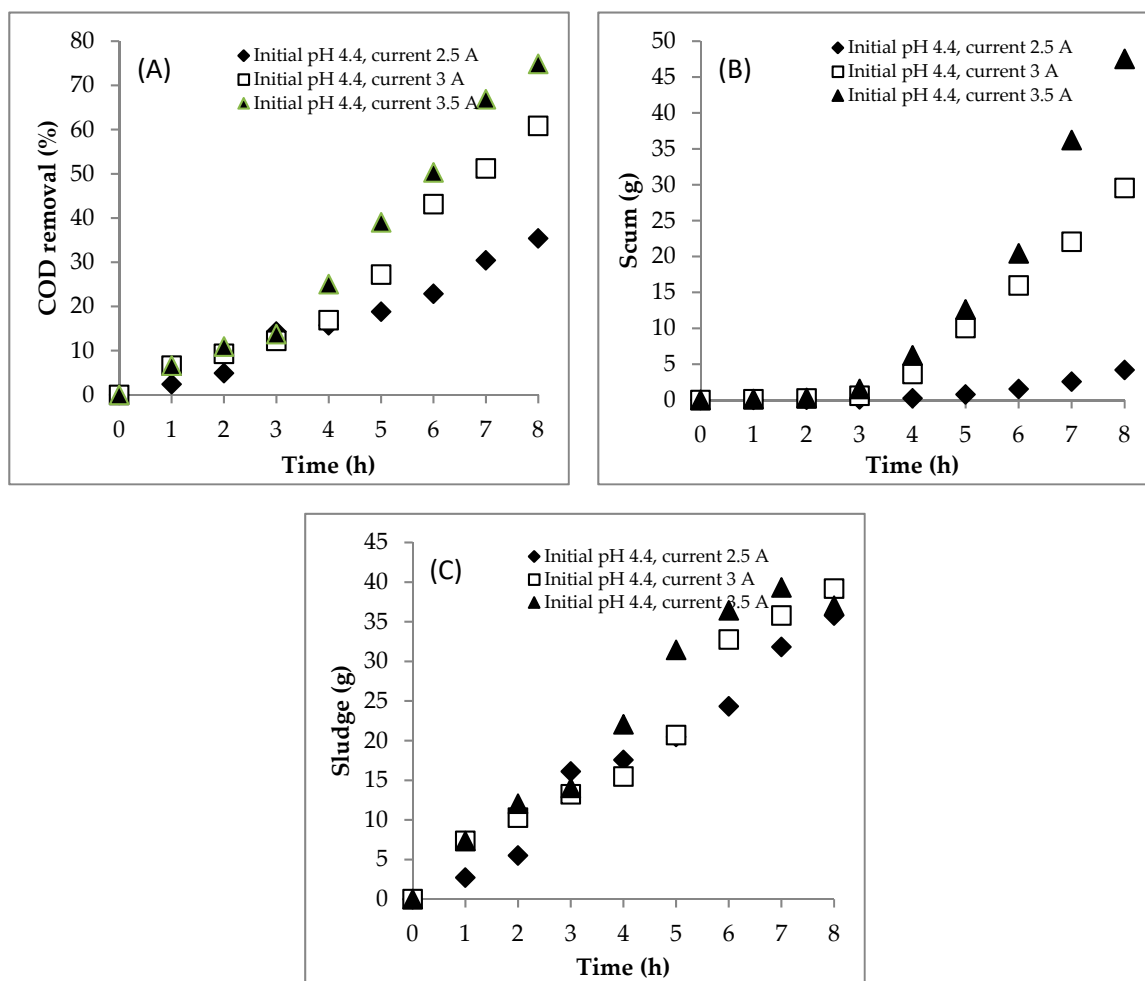 (A)
Initial pH 4.4, current 2.5 A
Initial pH 4.4, current 3 A
Initial pH 4.4, current 3.5 A
COD removal (%)
80
70
60
50
40
30
20
10
0
0 1 2 3 4 5 6 7 8
Time (h)
(B)
Initial pH 4.4, current 2.5 A
Initial pH 4.4, current 3 A
Initial pH 4.4, current 3.5 A
Scum (g)
50
45
40
35
30
25
20
15
10
5
0
0 1 2 3 4 5 6 7 8
Time (h)
(C)
Initial pH 4.4, current 2.5 A
Initial pH 4.4, current 3 A
Initial pH 4.4, current 3.5 A
Sludge (g)
45
40
35
30
25
20
15
10
5
0
0 1 2 3 4 5 6 7 8
Time (h)